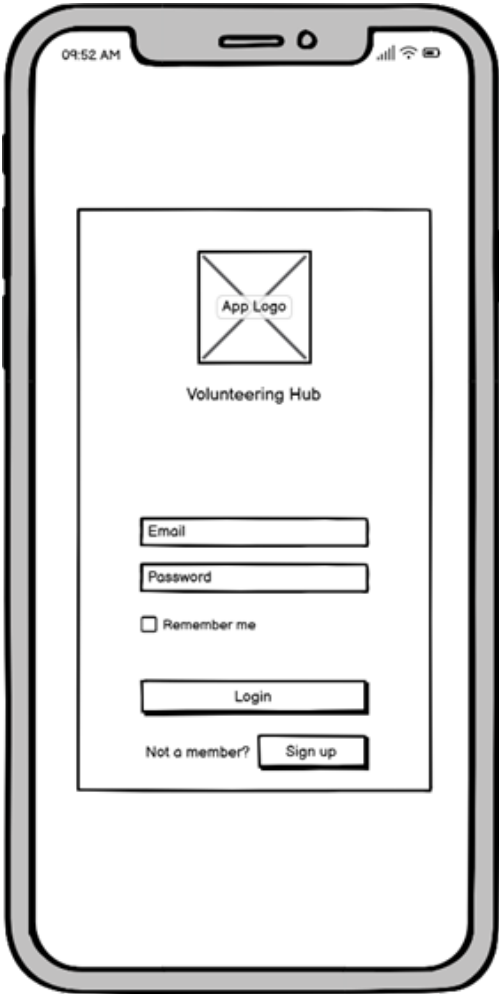 09:52 AM
App Logo
Volunteering Hub
Email
Password
Remember me
Login
Not a member? Sign up